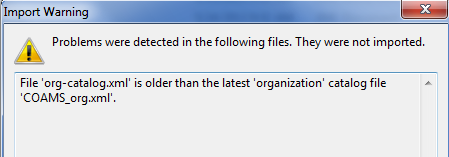 Import Warning
Problems were detected in the following files. They were not imported.
File 'org-catalog.xml' is older than the latest 'organization' catalog file
'COAMS_org.xml'.